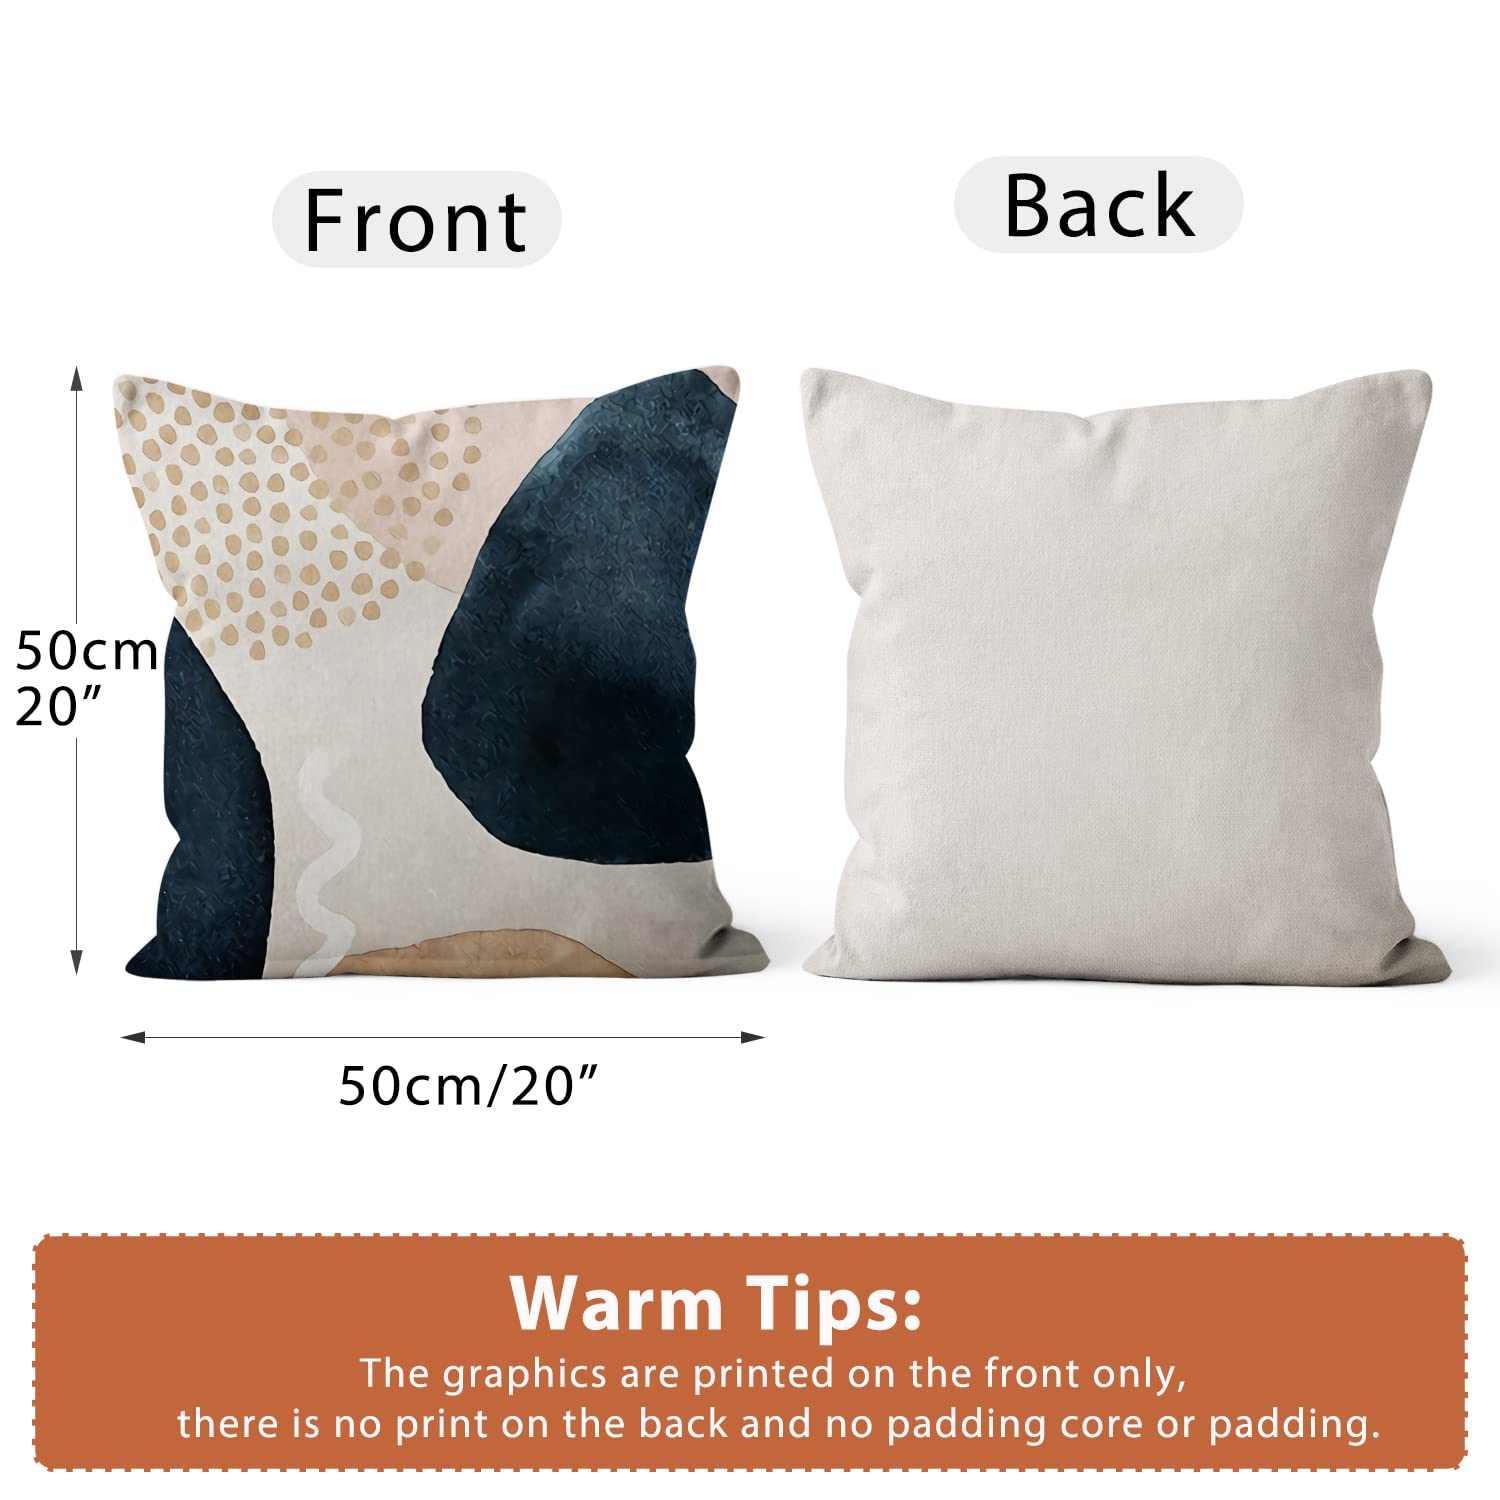 Front
Back
50cm
20”
50cm/20”
Warm Tips:
The graphics are printed on the front only,
there is no print on the back and no padding core or padding.